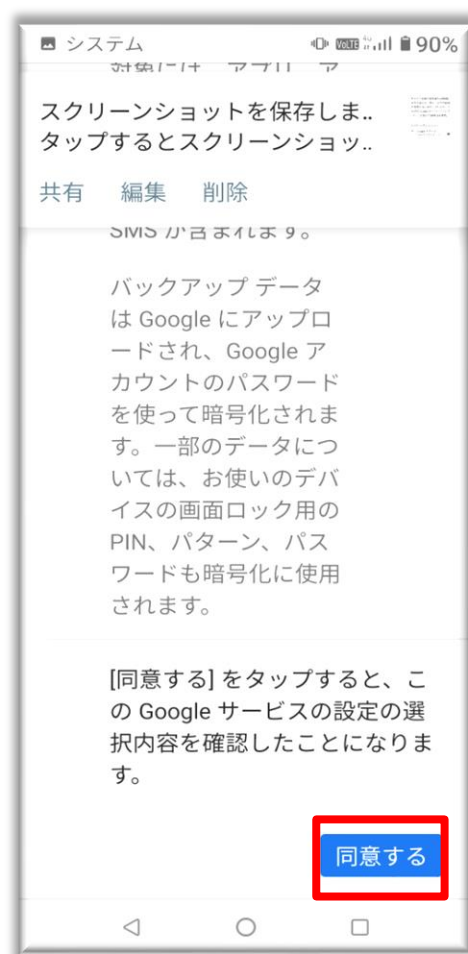 システム
90%
対象には、アプリ、ア
スクリーンショットを保存しま..
タップするとスクリーンショッ..
共有 編集 削除
SMS が含まれます。
バックアップ データ
は Google にアップロ
ードされ、Google ア
カウントのパスワード
を使って暗号化されま
す。一部のデータにつ
いては、お使いのデバ
イスの画面ロック用の
PIN、パターン、パス
ワードも暗号化に使用
されます。
[同意する] をタップすると、こ
の Google サービスの設定の選
択内容を確認したことになりま
す。
同意する